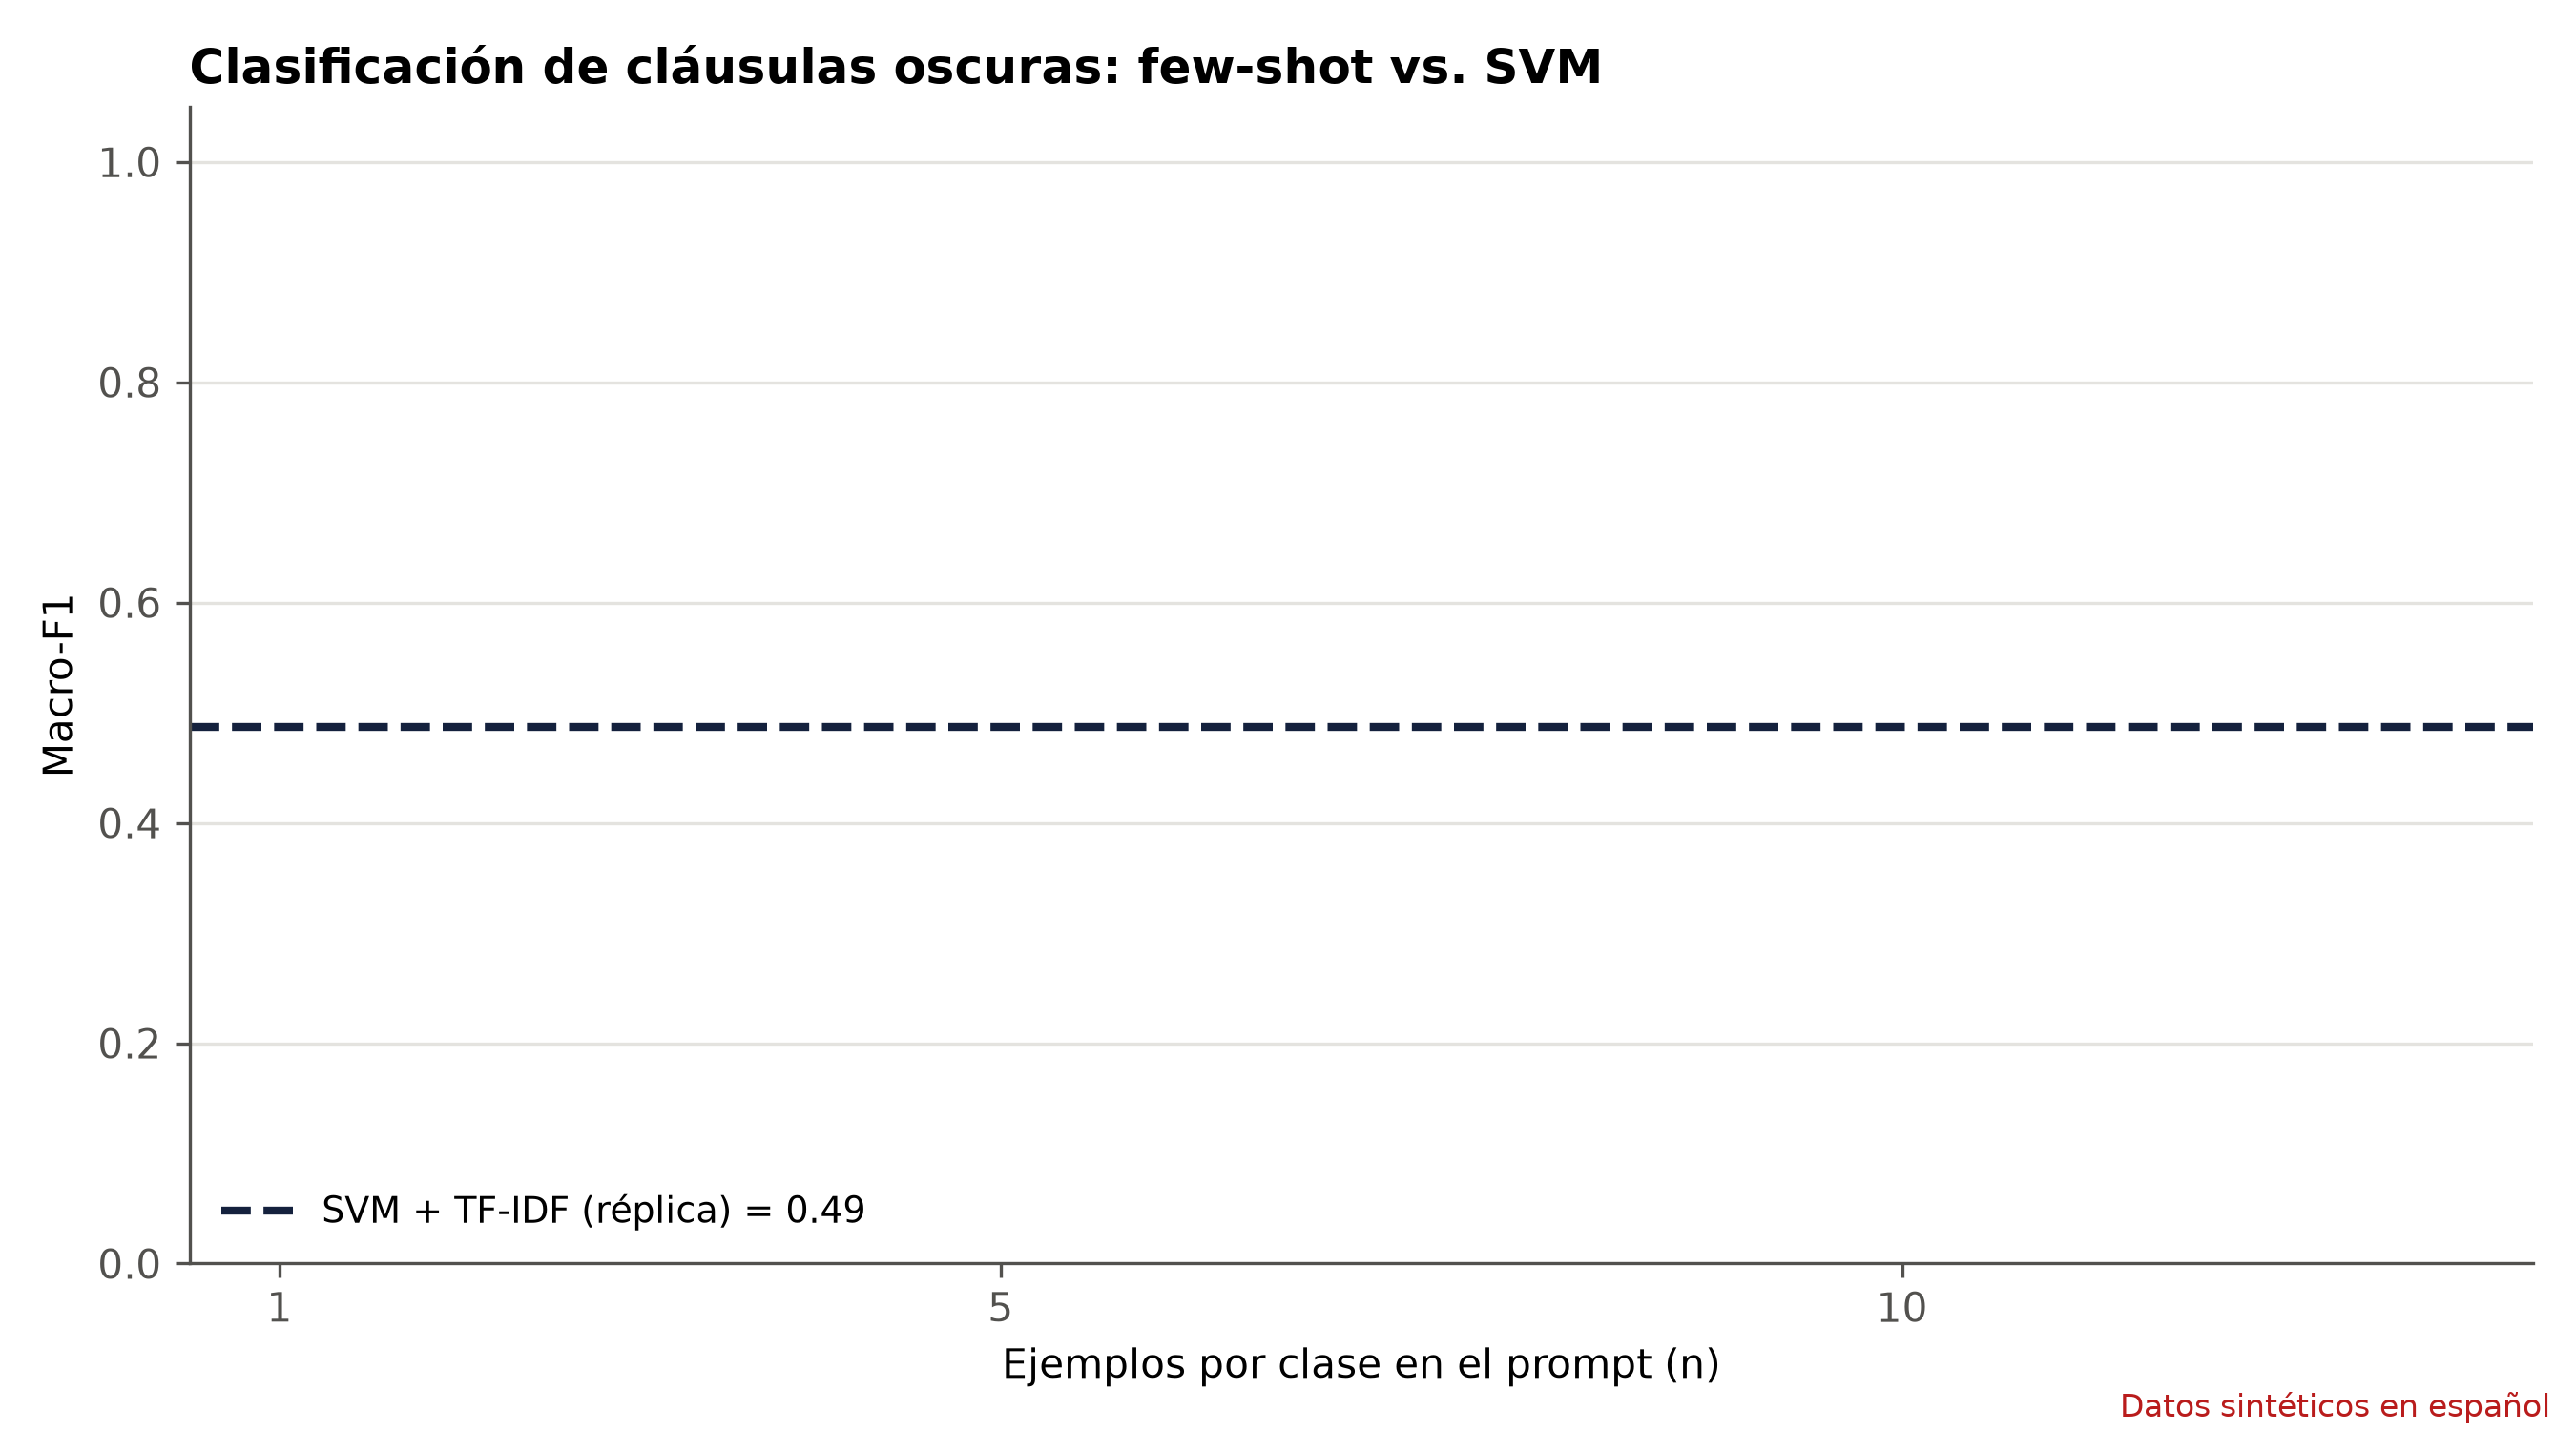 Clasificación de cláusulas oscuras: few-shot vs. SVM
Macro-F1
1.0
0.8
0.6
0.4
0.2
0.0
SVM + TF-IDF (réplica) = 0.49
1
5
10
Ejemplos por clase en el prompt (n)
Datos sintéticos en español